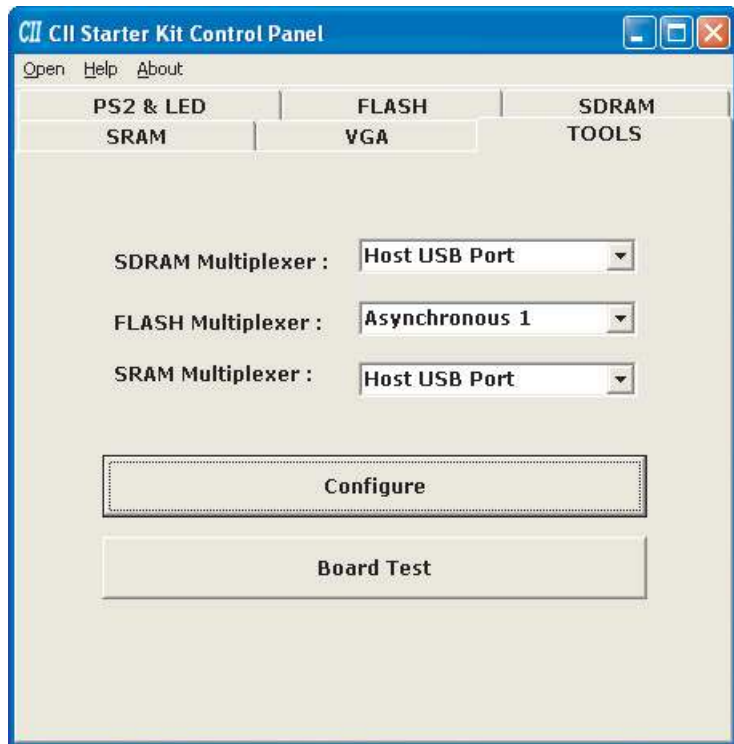 CII CII Starter Kit Control Panel
Open Help About
PS2 & LED FLASH SDRAM
SRAM VGA TOOLS
SDRAM Multiplexer : Host USB Port
FLASH Multiplexer : Asynchronous 1
SRAM Multiplexer : Host USB Port
Configure
Board Test